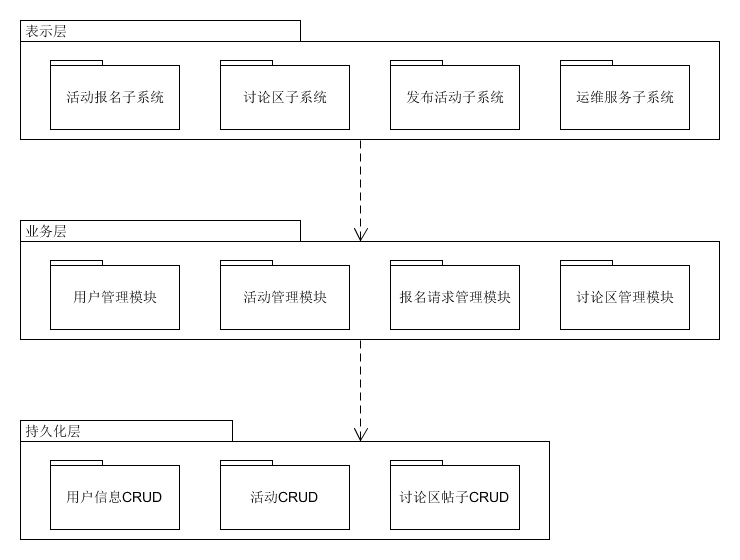 表示层
活动报名子系统
讨论区子系统
发布活动子系统
运维服务子系统
业务层
用户管理模块
活动管理模块
报名请求管理模块
讨论区管理模块
持久化层
用户信息CRUD
活动CRUD
讨论区帖子CRUD